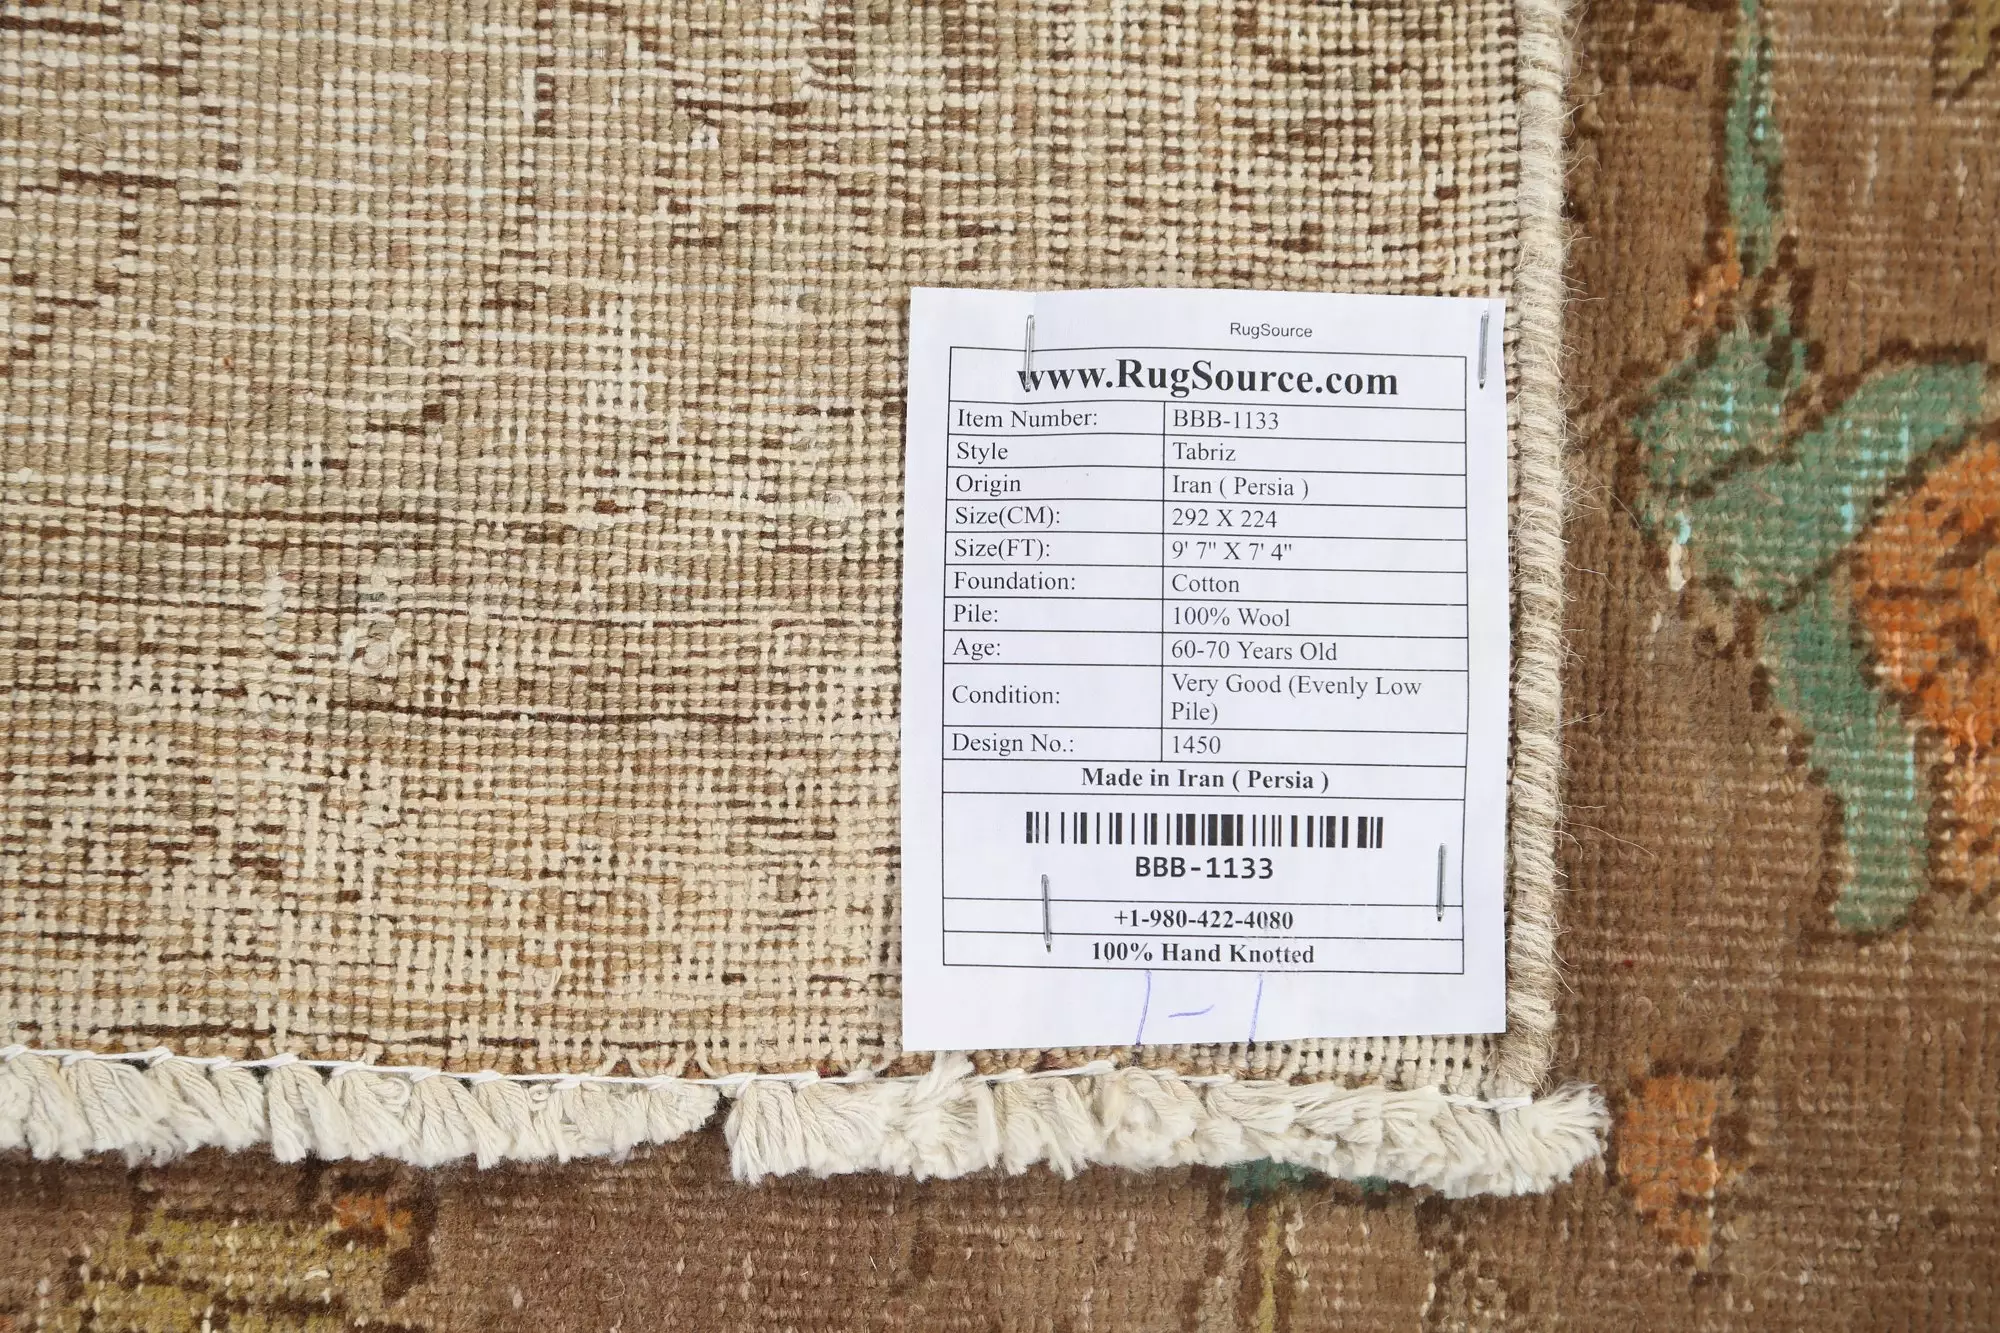 RugSource
www.RugSource.com
Item Number: BBB-1133
Style Tabriz
Origin Iran ( Persia )
Size(CM): 292 X 224
Size(FT): 9' 7" X 7' 4"
Foundation: Cotton
Pile: 100% Wool
Age: 60-70 Years Old
Condition: Very Good (Evenly Low
Pile)
Design No.: 1450
Made in Iran ( Persia )
BBB-1133
+1-980-422-4080
100% Hand Knotted
1-1